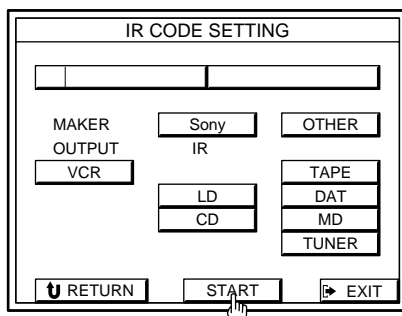 IR CODE SETTING
MAKER Sony OTHER
OUTPUT IR
VCR TAPE
LD DAT
CD MD
TUNER
RETURN START EXIT